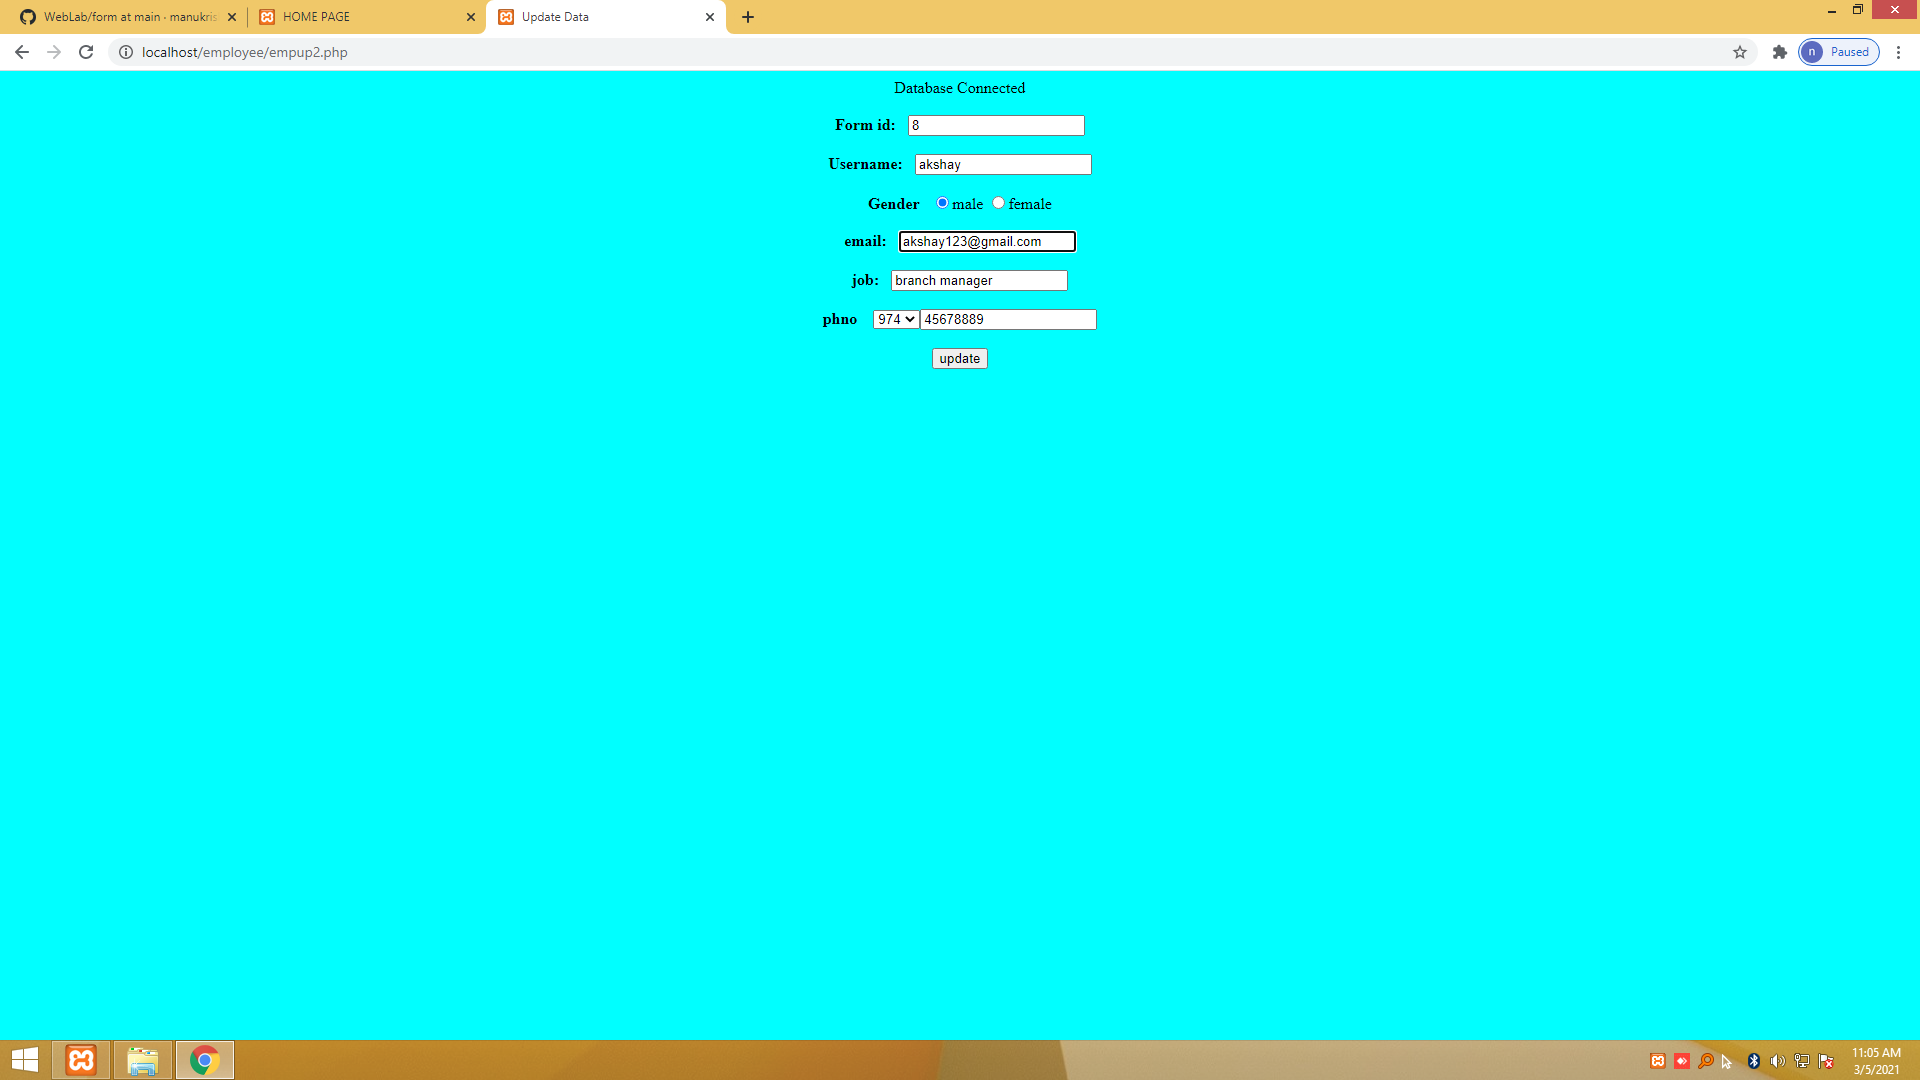 WebLab/form at main · manukris
HOME PAGE
Update Data
localhost/employee/empup2.php
n
Paused
Database Connected
Form id: 8
Username: akshay
Gender male female
email: akshay123@gmail.com
job: branch manager
phno 974 45678889
update
11:05 AM
3/5/2021